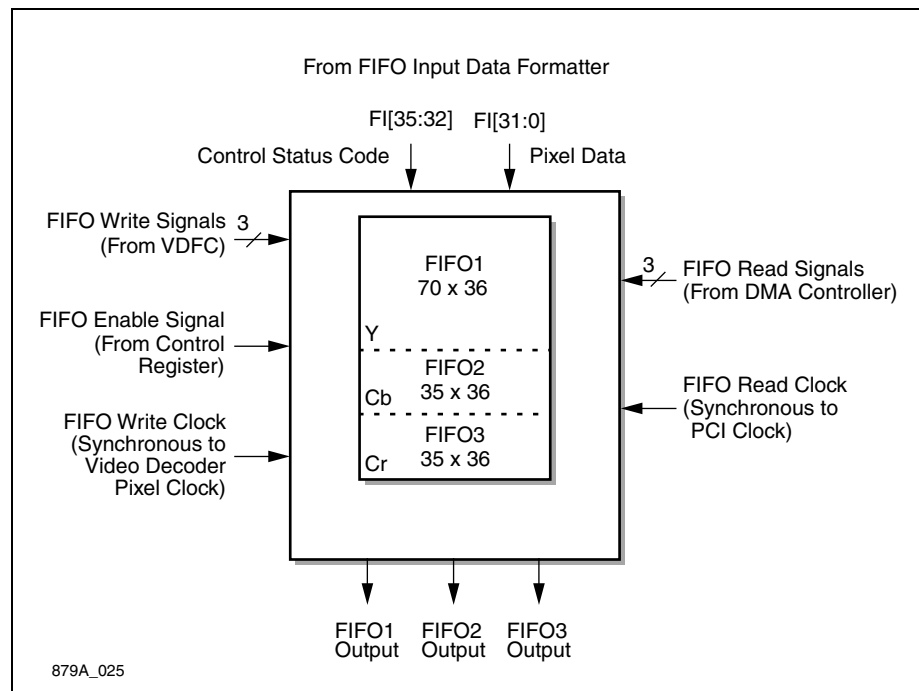 From FIFO Input Data Formatter
FI[35:32]
FI[31:0]
Control Status Code
Pixel Data
FIFO Write Signals
(From VDFC)
3
FIFO Enable Signal
(From Control
Register)
FIFO Write Clock
(Synchronous to
Video Decoder
Pixel Clock)
FIFO1
70 x 36
Y
FIFO2
35 x 36
Cb
FIFO3
35 x 36
Cr
3
FIFO Read Signals
(From DMA Controller)
FIFO Read Clock
(Synchronous to
PCI Clock)
FIFO1
Output
FIFO2
Output
FIFO3
Output
879A_025